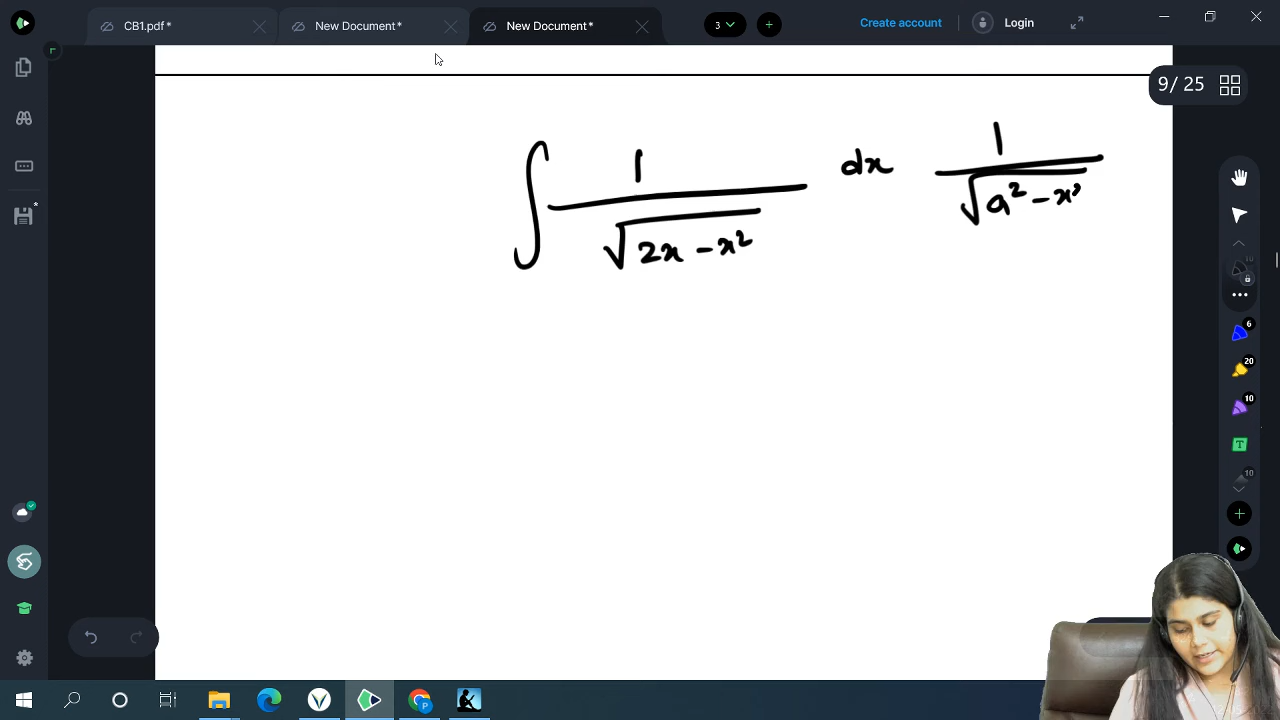 CB1.pdf*
New Document*
New Document*
3
Create account
Login
9/ 25
∫ 1/√(2x - x²) dx
1/√(a² - x²)
10
6
20
10
T
10